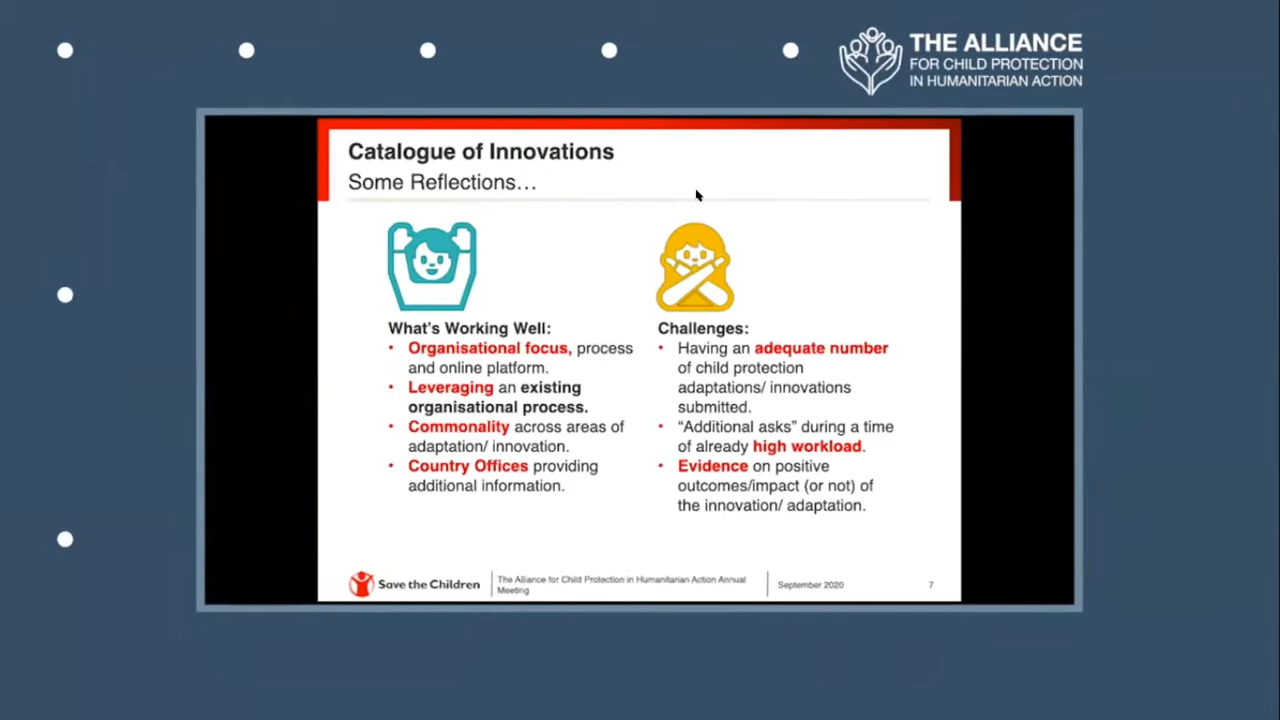 THE ALLIANCE
FOR CHILD PROTECTION
IN HUMANITARIAN ACTION
Catalogue of Innovations
Some Reflections…
What's Working Well:
• Organisational focus, process
and online platform.
• Leveraging an existing
organisational process.
• Commonality across areas of
adaptation/ innovation.
• Country Offices providing
additional information.
Challenges:
• Having an adequate number
of child protection
adaptations/ innovations
submitted.
• “Additional asks” during a time
of already high workload.
• Evidence on positive
outcomes/impact (or not) of
the innovation/ adaptation.
Save the Children
The Alliance for Child Protection in Humanitarian Action Annual
Meeting
September 2020
7